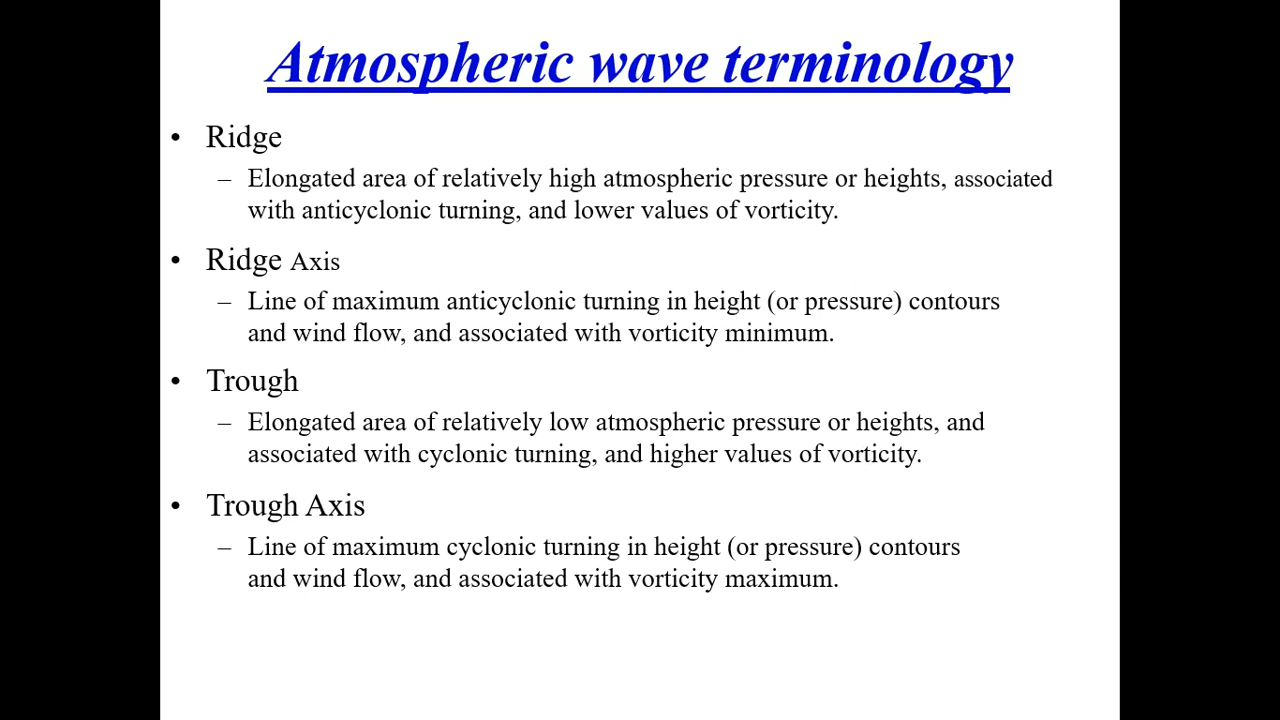 Atmospheric wave terminology
• Ridge
– Elongated area of relatively high atmospheric pressure or heights, associated
with anticyclonic turning, and lower values of vorticity.
• Ridge Axis
– Line of maximum anticyclonic turning in height (or pressure) contours
and wind flow, and associated with vorticity minimum.
• Trough
– Elongated area of relatively low atmospheric pressure or heights, and
associated with cyclonic turning, and higher values of vorticity.
• Trough Axis
– Line of maximum cyclonic turning in height (or pressure) contours
and wind flow, and associated with vorticity maximum.